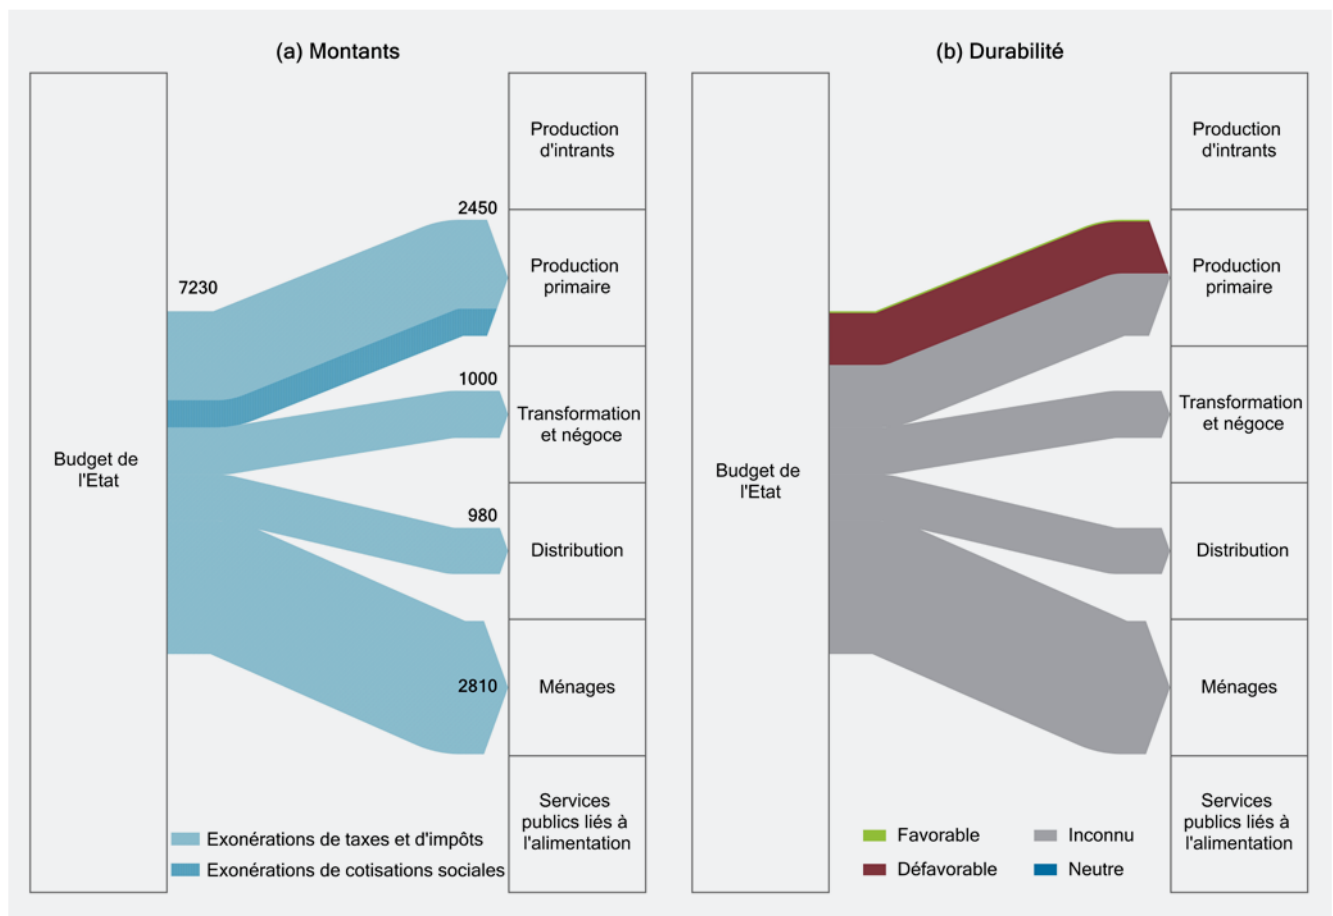 (a) Montants
Production
d'intrants
2450
Production
primaire
7230
1000
Transformation
et négoce
Budget de
l'Etat
980
Distribution
2810
Ménages
Services
publics liés à
l'alimentation
Exonérations de taxes et d'impôts
Exonérations de cotisations sociales
(b) Durabilité
Production
d'intrants
Production
primaire
Transformation
et négoce
Budget de
l'Etat
Distribution
Ménages
Services
publics liés à
l'alimentation
Favorable
Inconnu
Défavorable
Neutre